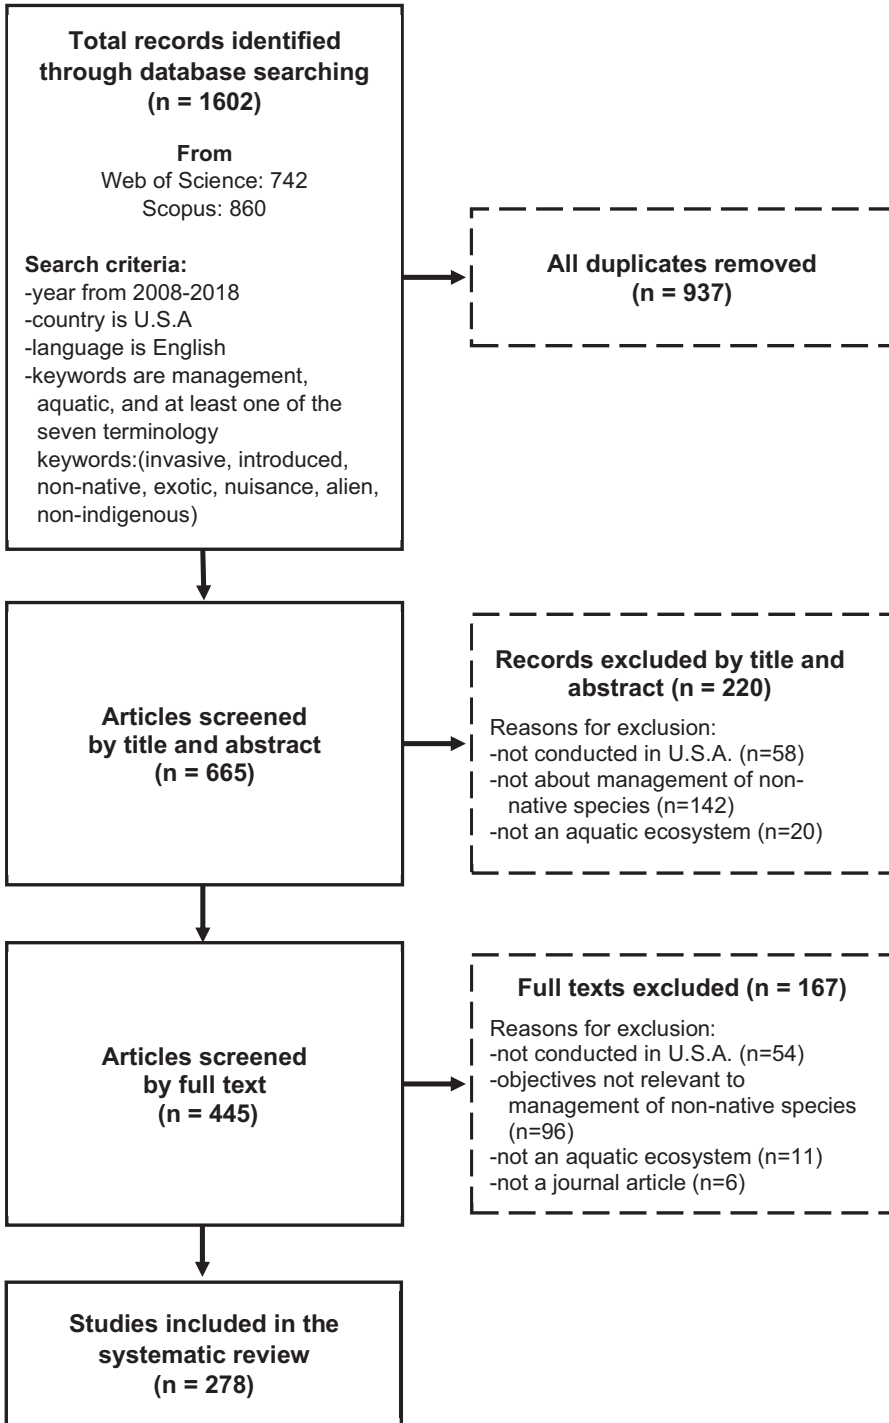 Total records identified
through database searching
(n = 1602)
From
Web of Science: 742
Scopus: 860
Search criteria:
-year from 2008-2018
-country is U.S.A
-language is English
-keywords are management,
aquatic, and at least one of the
seven terminology
keywords:(invasive, introduced,
non-native, exotic, nuisance, alien,
non-indigenous)
All duplicates removed
(n = 937)
Articles screened
by title and abstract
(n = 665)
Records excluded by title and
abstract (n = 220)
Reasons for exclusion:
-not conducted in U.S.A. (n=58)
-not about management of non-
native species (n=142)
-not an aquatic ecosystem (n=20)
Articles screened
by full text
(n = 445)
Full texts excluded (n = 167)
Reasons for exclusion:
-not conducted in U.S.A. (n=54)
-objectives not relevant to
management of non-native species
(n=96)
-not an aquatic ecosystem (n=11)
-not a journal article (n=6)
Studies included in the
systematic review
(n = 278)